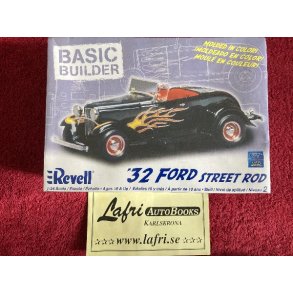 BASIC
BUILDER
MOLDED IN COLOR!
¡MOLDEADO EN COLOR!
MOULÉ EN COULEUR!
Revell
'32 FORD STREET ROD
Lafri AUTOBOOKS
KARLSKRONA
☆☆☆ www.lafri.se ☆☆☆